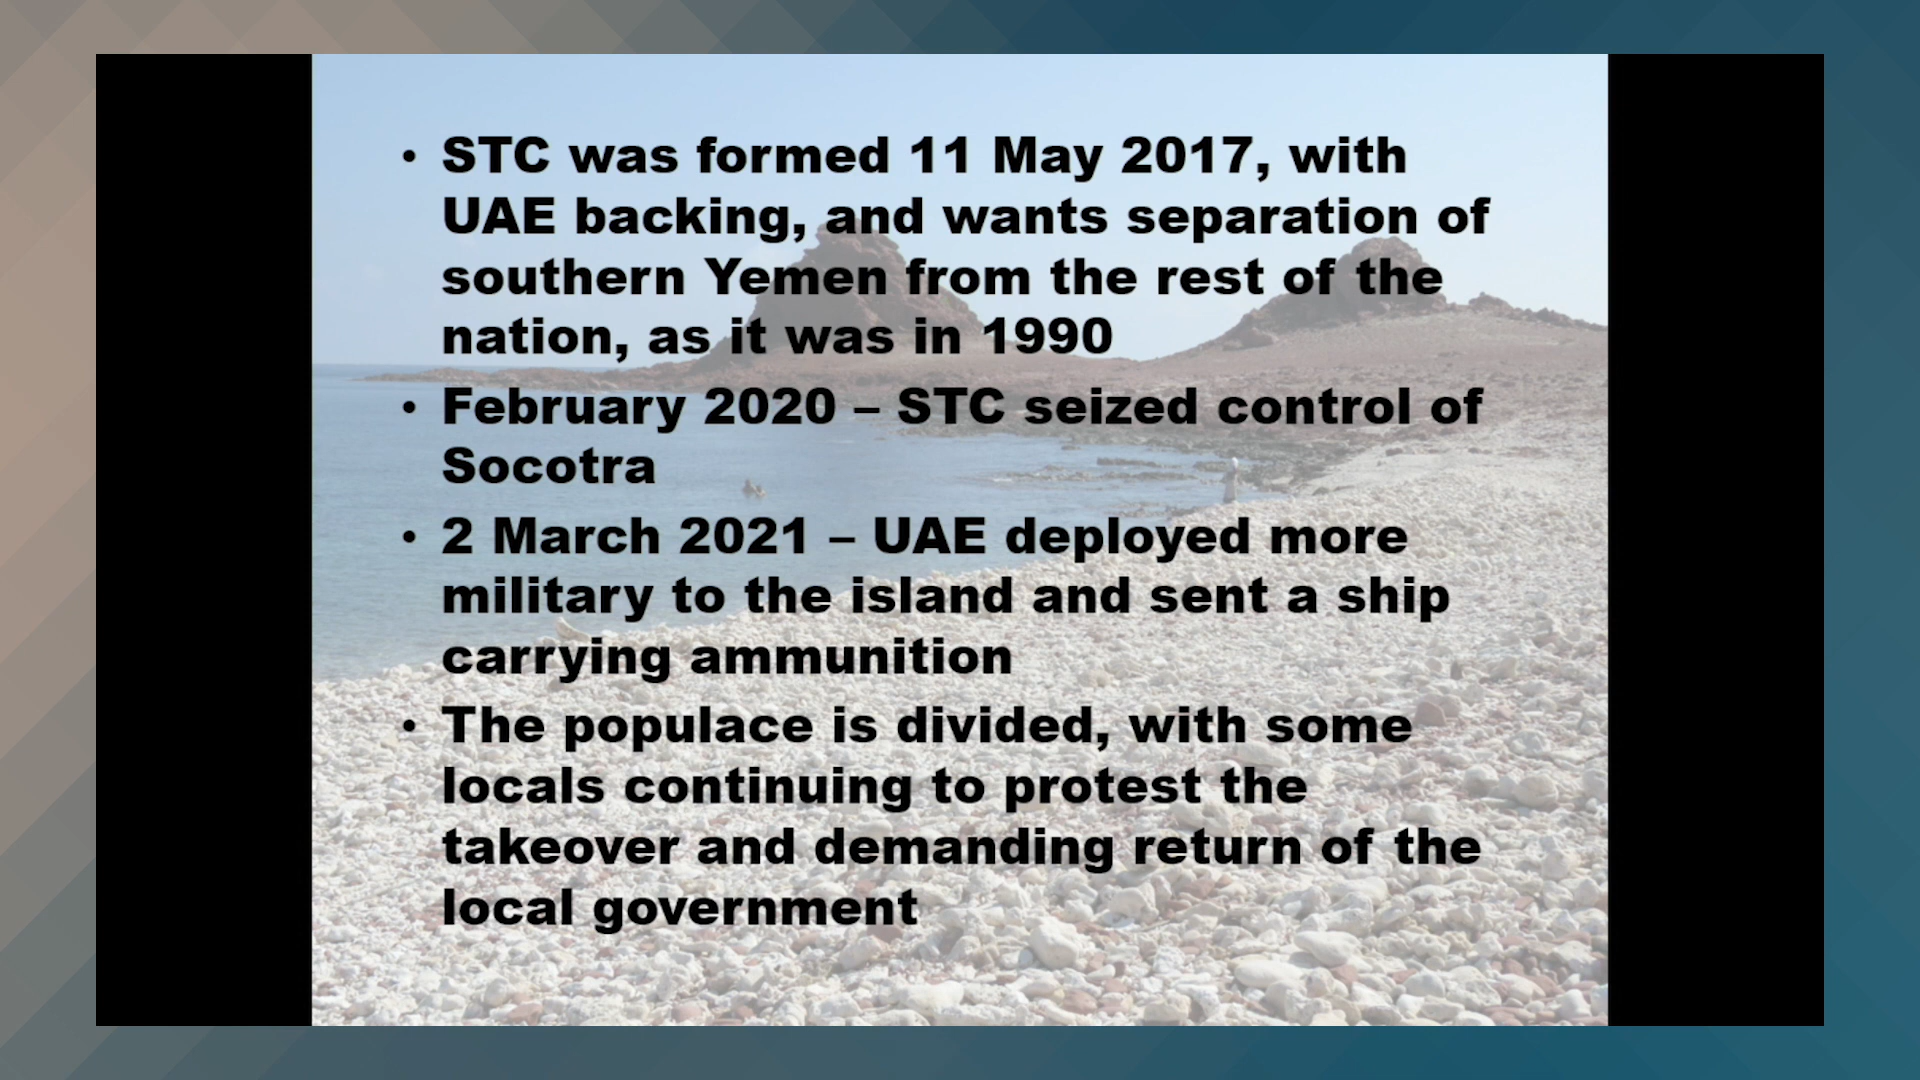 • STC was formed 11 May 2017, with
UAE backing, and wants separation of
southern Yemen from the rest of the
nation, as it was in 1990
• February 2020 – STC seized control of
Socotra
• 2 March 2021 – UAE deployed more
military to the island and sent a ship
carrying ammunition
• The populace is divided, with some
locals continuing to protest the
takeover and demanding return of the
local government